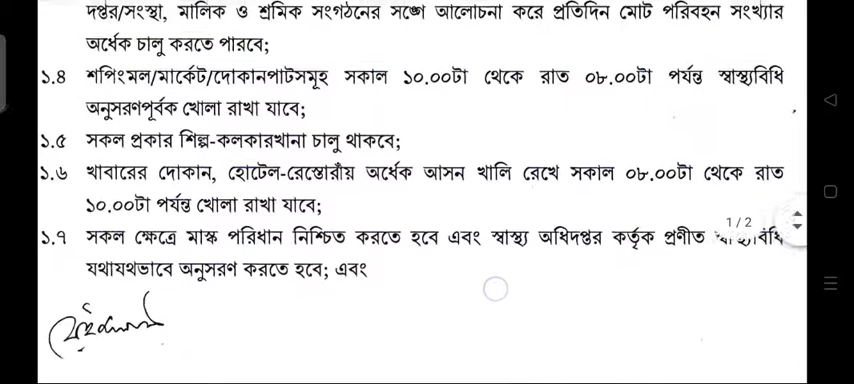 দপ্তর/সংস্থা, মালিক ও শ্রমিক সংগঠনের সঙ্গে আলোচনা করে প্রতিদিন মোট পরিবহন সংখ্যার
অর্ধেক চালু করতে পারবে;
১.৪ শপিংমল/মার্কেট/দোকানপাটসমূহ সকাল ১০.০০টা থেকে রাত ০৮.০০টা পর্যন্ত স্বাস্থ্যবিধি
অনুসরণপূর্বক খোলা রাখা যাবে;
১.৫ সকল প্রকার শিল্প-কলকারখানা চালু থাকবে;
১.৬ খাবারের দোকান, হোটেল-রেস্তোরাঁয় অর্ধেক আসন খালি রেখে সকাল ০৮.০০টা থেকে রাত
১০.০০টা পর্যন্ত খোলা রাখা যাবে;
1/2
১.৭ সকল ক্ষেত্রে মাস্ক পরিধান নিশ্চিত করতে হবে এবং স্বাস্থ্য অধিদপ্তর কর্তৃক প্রণীত স্বাস্থ্যবিধি
যথাযথভাবে অনুসরণ করতে হবে; এবং